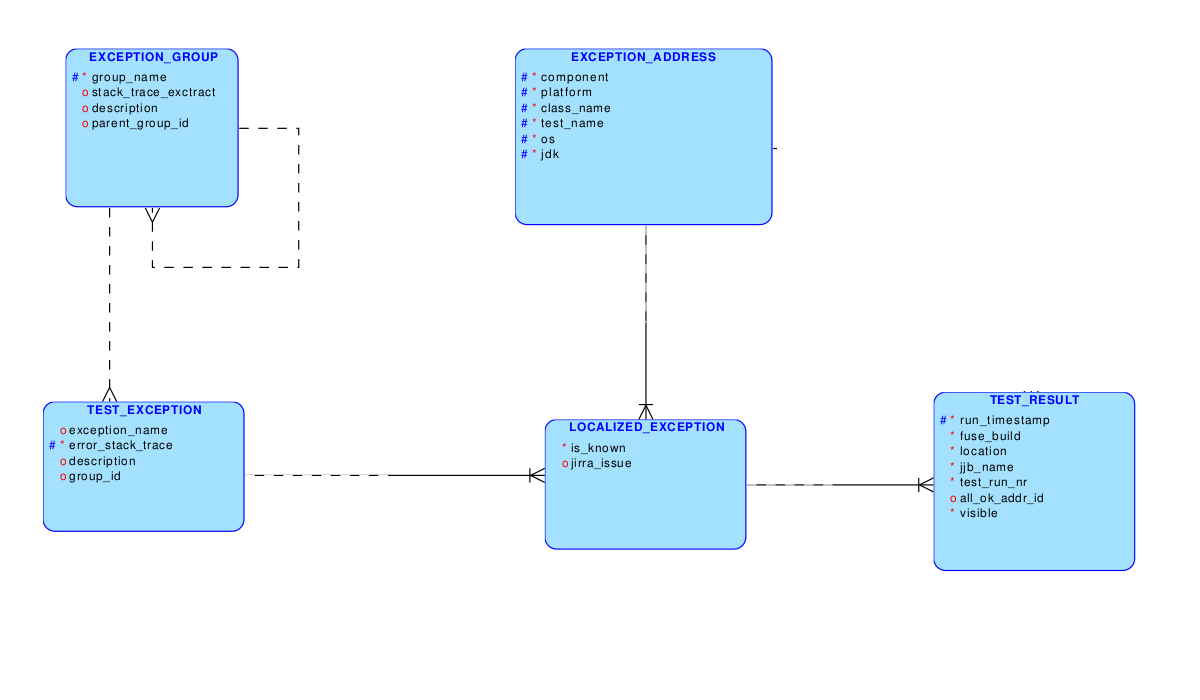 EXCEPTION_GROUP
# * group_name
o stack_trace_exctract
o description
o parent_group_id
EXCEPTION_ADDRESS
# * component
# * platform
# * class_name
# * test_name
# * os
# * jdk
TEST_EXCEPTION
o exception_name
# * error_stack_trace
o description
o group_id
LOCALIZED_EXCEPTION
* is_known
o jirra_issue
TEST_RESULT
# * run_timestamp
* fuse_build
* location
* jjb_name
* test_run_nr
o all_ok_addr_id
* visible